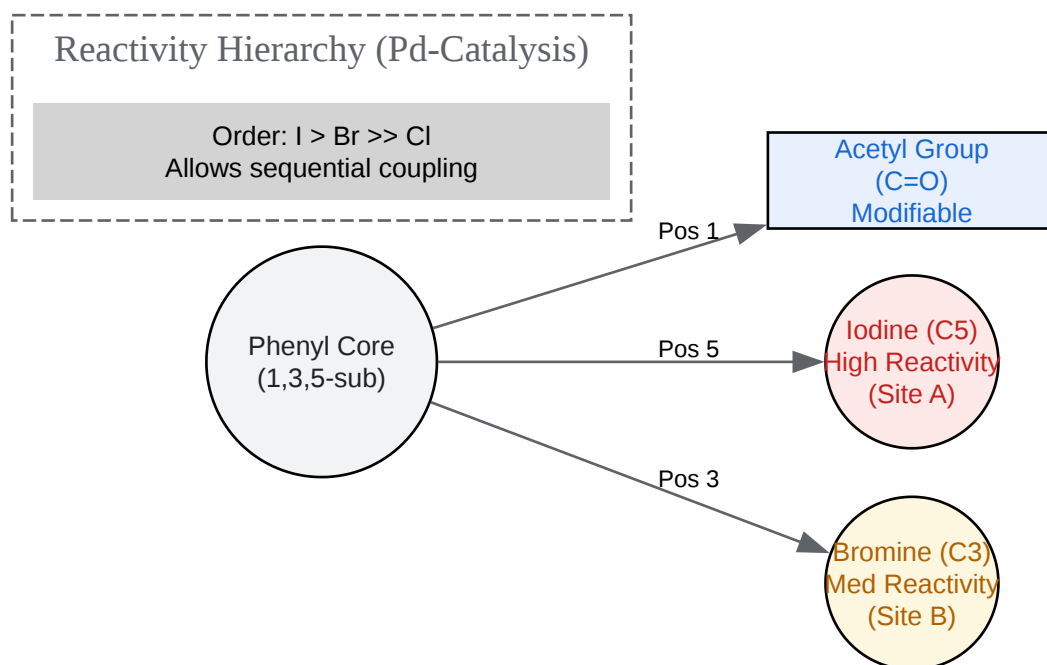 Reactivity Hierarchy (Pd-Catalysis)
Order: I > Br >> Cl
Allows sequential coupling
Acetyl Group
(C=O)
Modifiable
Pos 1
Phenyl Core
(1,3,5-sub)
Pos 5
Iodine (C5)
High Reactivity
(Site A)
Pos 3
Bromine (C3)
Med Reactivity
(Site B)